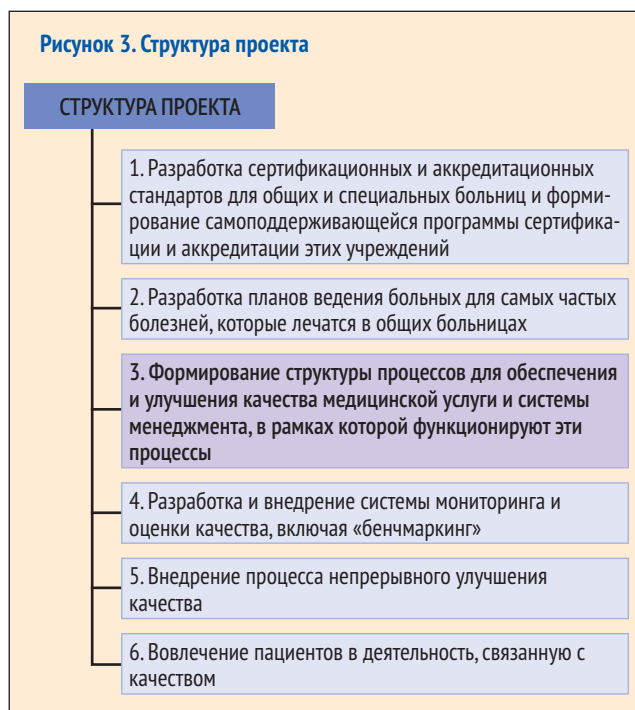 Рисунок 3. Структура проекта
СТРУКТУРА ПРОЕКТА
1. Разработка сертификационных и аккредитационных
стандартов для общих и специальных больниц и форми-
рование самоподдерживающейся программы сертифика-
ции и аккредитации этих учреждений
2. Разработка планов ведения больных для самых частых
болезней, которые лечатся в общих больницах
3. Формирование структуры процессов для обеспечения
и улучшения качества медицинской услуги и системы
менеджмента, в рамках которой функционируют эти
процессы
4. Разработка и внедрение системы мониторинга и
оценки качества, включая «бенчмаркинг»
5. Внедрение процесса непрерывного улучшения
качества
6. Вовлечение пациентов в деятельность, связанную с
качеством